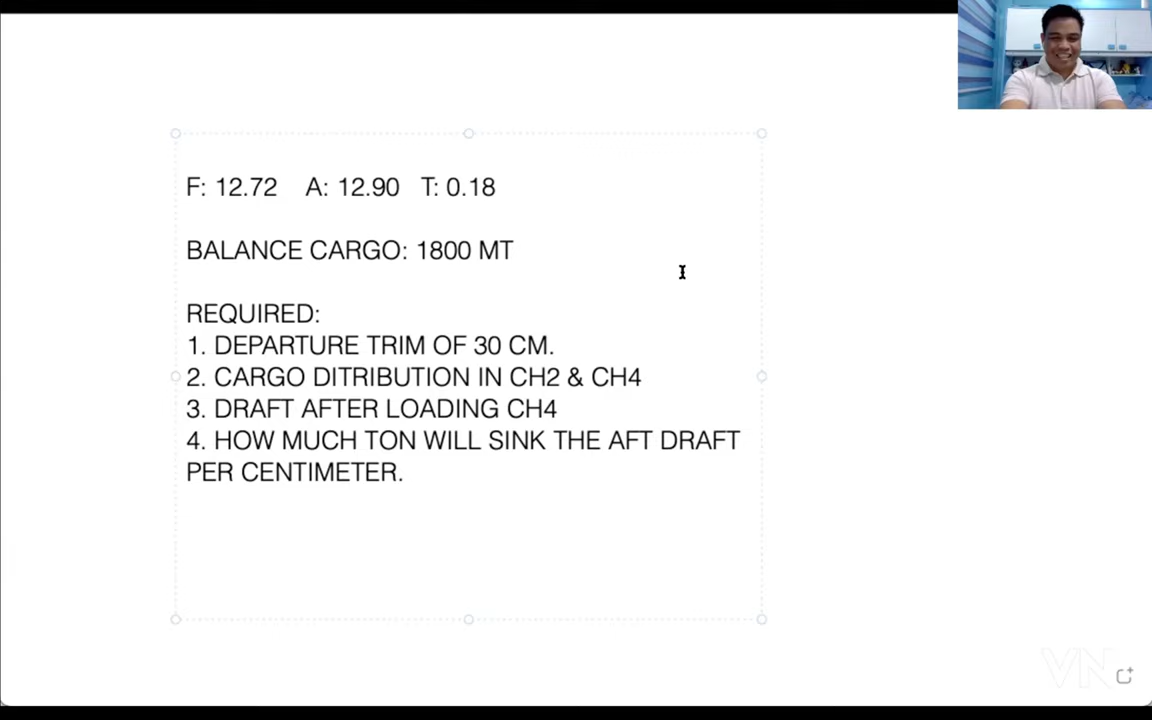 F: 12.72 A: 12.90 T: 0.18
BALANCE CARGO: 1800 MT
REQUIRED:
1. DEPARTURE TRIM OF 30 CM.
2. CARGO DITRIBUTION IN CH2 & CH4
3. DRAFT AFTER LOADING CH4
4. HOW MUCH TON WILL SINK THE AFT DRAFT
PER CENTIMETER.
VN